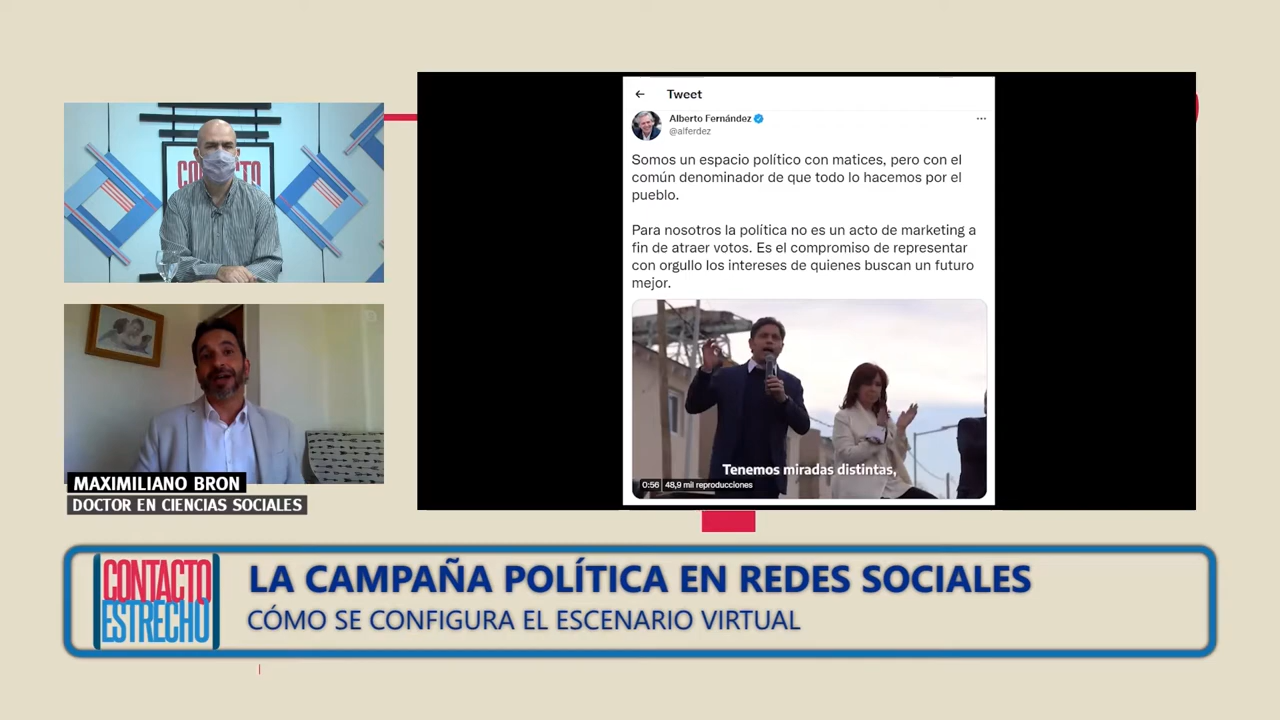 CONTACTO
MAXIMILIANO BRON
DOCTOR EN CIENCIAS SOCIALES
Tweet
Alberto Fernández
@alferdez
Somos un espacio político con matices, pero con el
común denominador de que todo lo hacemos por el
pueblo.
Para nosotros la política no es un acto de marketing a
fin de atraer votos. Es el compromiso de representar
con orgullo los intereses de quienes buscan un futuro
mejor.
Tenemos miradas distintas,
0:56 48,9 mil reproducciones
CONTACTO
ESTRECHO
LA CAMPAÑA POLÍTICA EN REDES SOCIALES
CÓMO SE CONFIGURA EL ESCENARIO VIRTUAL